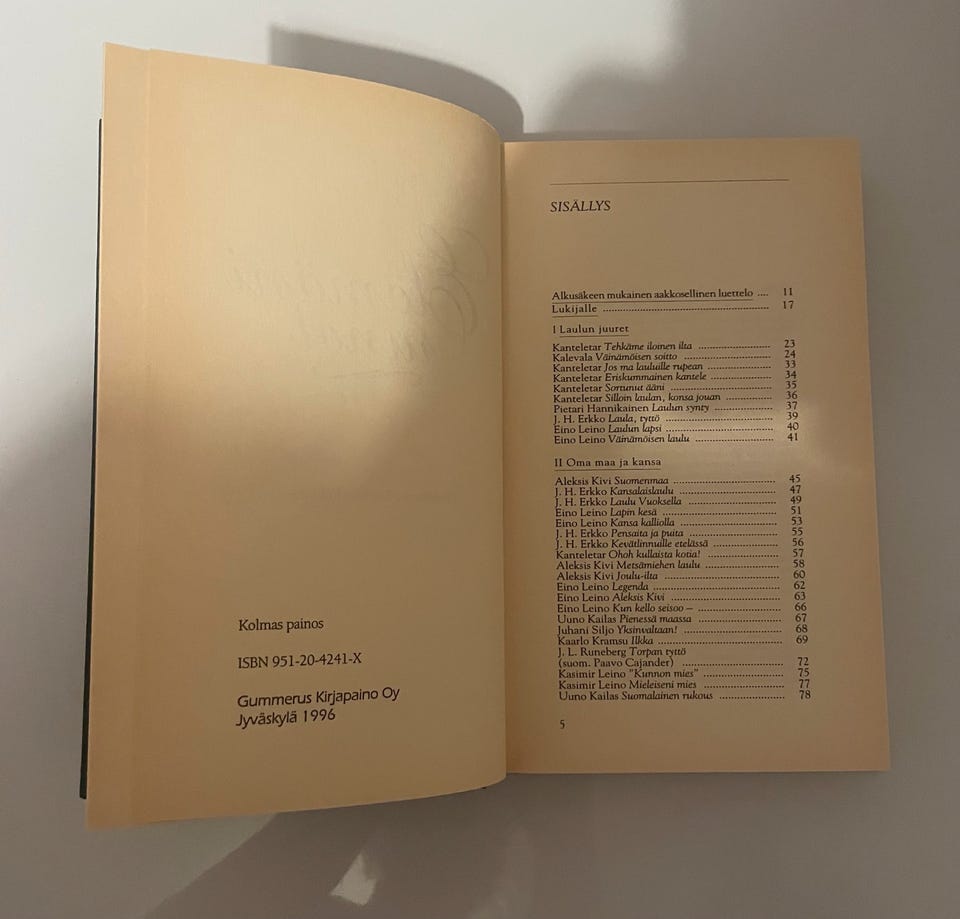 Kolmas painos
ISBN 951-20-4241-X
Gummerus Kirjapaino Oy
Jyväskylä 1996
SISÄLLYS
Alkusäkeen mukainen aakkosellinen luettelo .... 11
Lukijalle .... 17
I Laulun juuret
Kanteletar Tehkäme iloinen ilta .... 23
Kalevala Väinämöisen soitto .... 24
Kanteletar Jos ma lauluille rupean .... 33
Kanteletar Eriskummainen kantele .... 34
Kanteletar Sortunut ääni .... 35
Kanteletar Silloin laulan, konsa jouan .... 36
Pietari Hannikainen Laulun synty .... 37
J. H. Erkko Laula, tyttö .... 39
Eino Leino Laulun lapsi .... 40
Eino Leino Väinämöisen laulu .... 41
II Oma maa ja kansa
Aleksis Kivi Suomenmaa .... 45
J. H. Erkko Kansalaislaulu .... 47
J. H. Erkko Laulu Vuoksella .... 49
Eino Leino Lapin kesä .... 51
Eino Leino Kansa kalliolla .... 53
J. H. Erkko Pensaita ja puita .... 55
J. H. Erkko Kevätlinnuille etelässä .... 56
Kanteletar Ohoh kullaista kotia! .... 57
Aleksis Kivi Metsämiehen laulu .... 58
Aleksis Kivi Joulu-ilta .... 60
Eino Leino Legenda .... 62
Eino Leino Aleksis Kivi .... 63
Eino Leino Kun kello seisoo – .... 66
Uuno Kailas Pienessä maassa .... 67
Juhani Siljo Yksinvaltaan! .... 68
Kaarlo Kramsu Ilkka .... 69
J. L. Runeberg Torpan tyttö
(suom. Paavo Cajander) .... 72
Kasimir Leino "Kunnon mies" .... 75
Kasimir Leino Mieleiseni mies .... 77
Uuno Kailas Suomalainen rukous .... 78
5